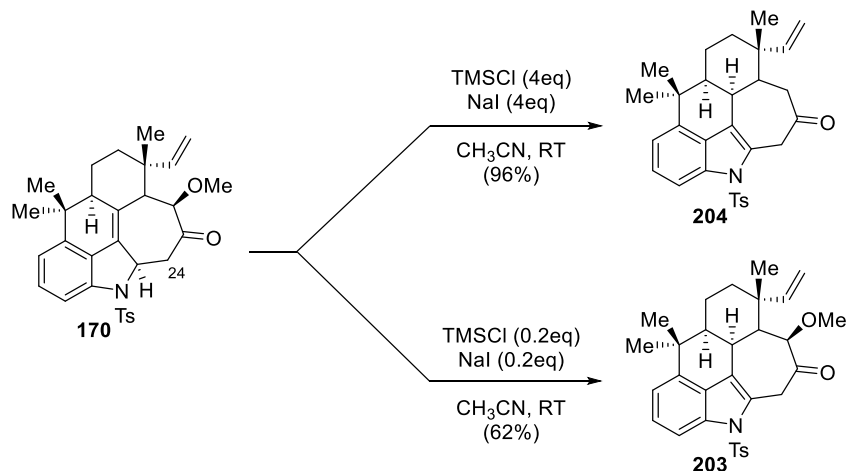 Me
H
Me
Me
H
O
N
Ts
204
TMSCl (4eq)
NaI (4eq)
CH3CN, RT
(96%)
Me
Me
Me
OMe
H
O
24
N
H
Ts
170
TMSCl (0.2eq)
NaI (0.2eq)
CH3CN, RT
(62%)
Me
H
Me
Me
OMe
H
O
N
Ts
203